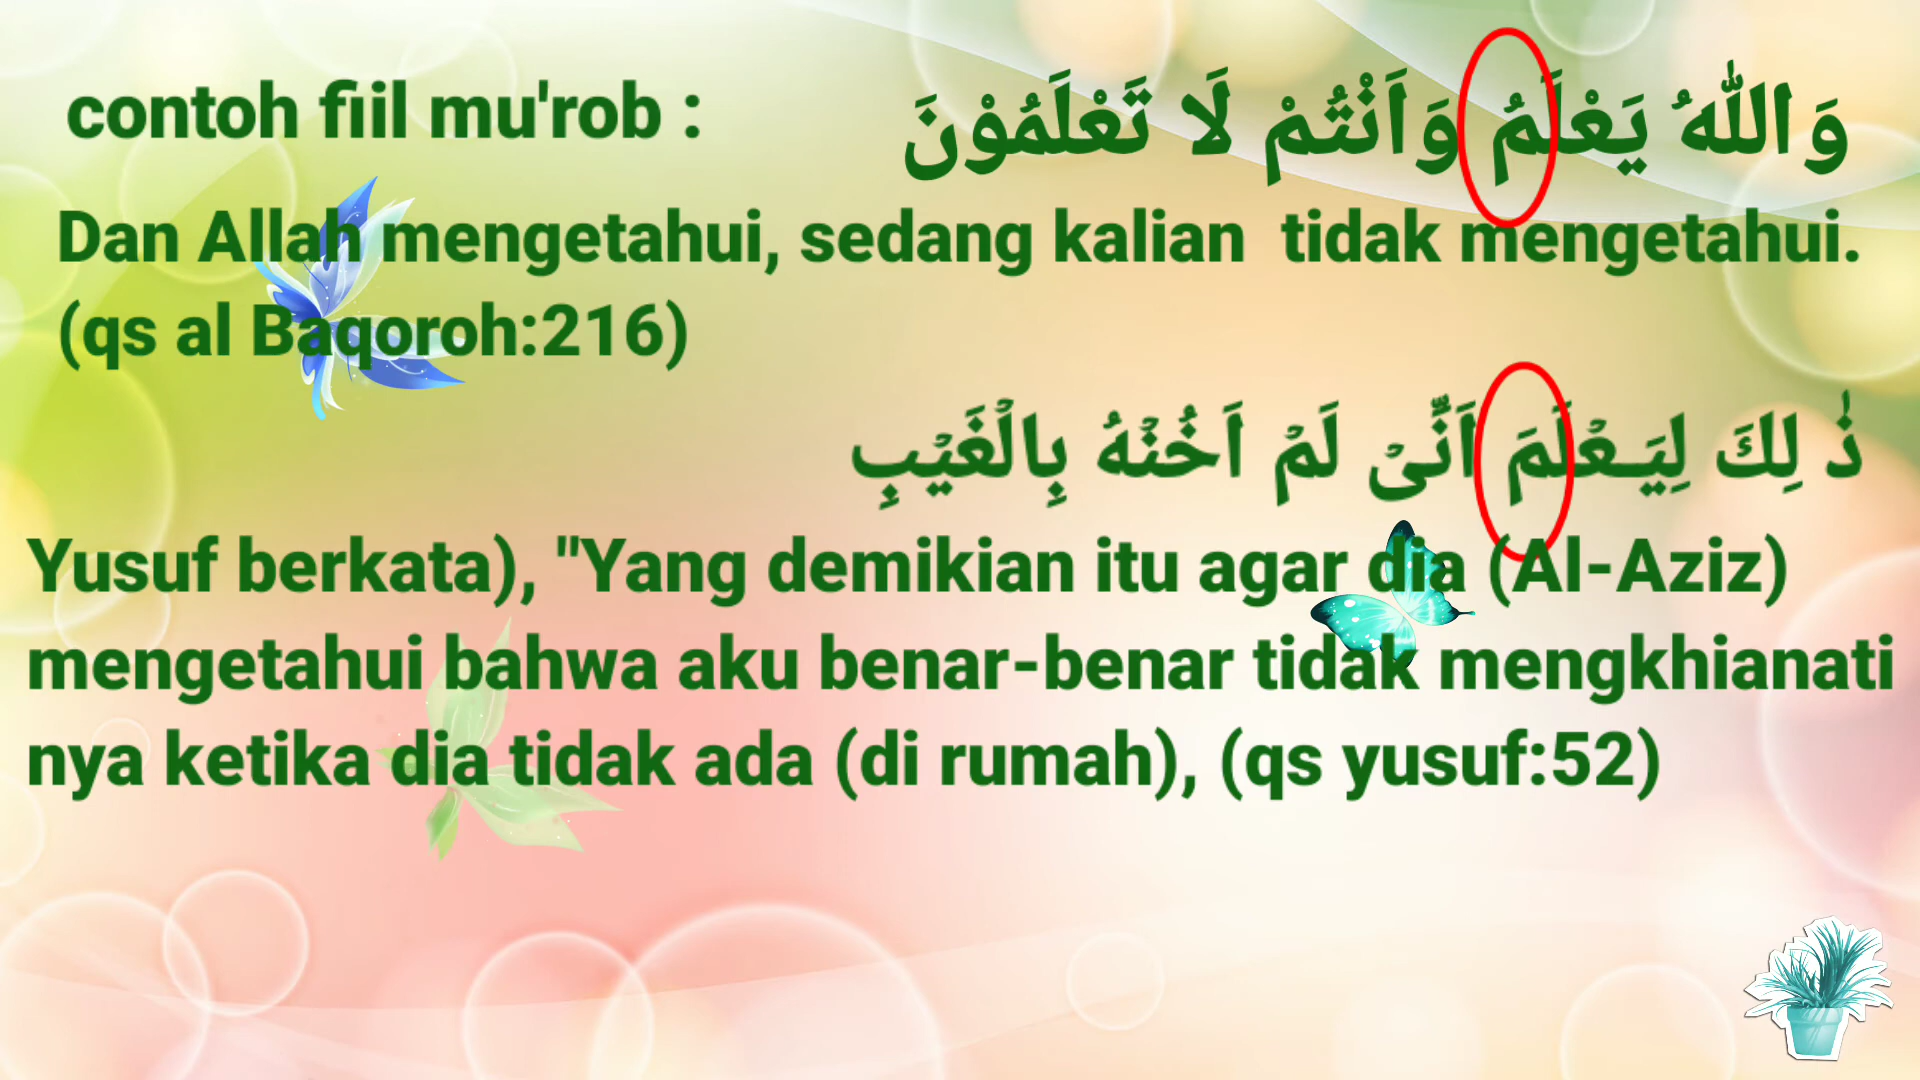 contoh fiil mu'rob :
وَاللّٰهُ يَعْلَمُ وَاَنْتُمْ لَا تَعْلَمُوْنَ
Dan Allah mengetahui, sedang kalian  tidak mengetahui.
(qs al Baqoroh:216)
ذٰ لِكَ لِيَـعۡلَمَ اَنِّىۡ لَمۡ اَخُنۡهُ بِالۡغَيۡبِ
Yusuf berkata), "Yang demikian itu agar dia (Al-Aziz)
mengetahui bahwa aku benar-benar tidak mengkhianati
nya ketika dia tidak ada (di rumah), (qs yusuf:52)